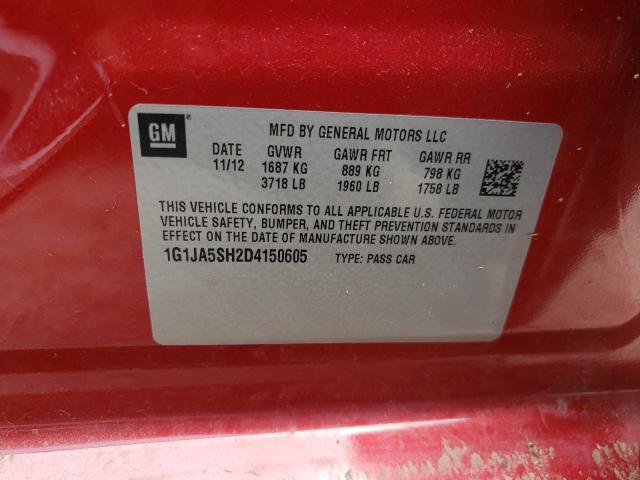 GM ®
MFD BY GENERAL MOTORS LLC
DATE GVWR GAWR FRT GAWR RR
11/12 1687 KG 889 KG 798 KG
3718 LB 1960 LB 1758 LB
THIS VEHICLE CONFORMS TO ALL APPLICABLE U.S. FEDERAL MOTOR
VEHICLE SAFETY, BUMPER, AND THEFT PREVENTION STANDARDS IN
EFFECT ON THE DATE OF MANUFACTURE SHOWN ABOVE.
1G1JA5SH2D4150605 TYPE: PASS CAR